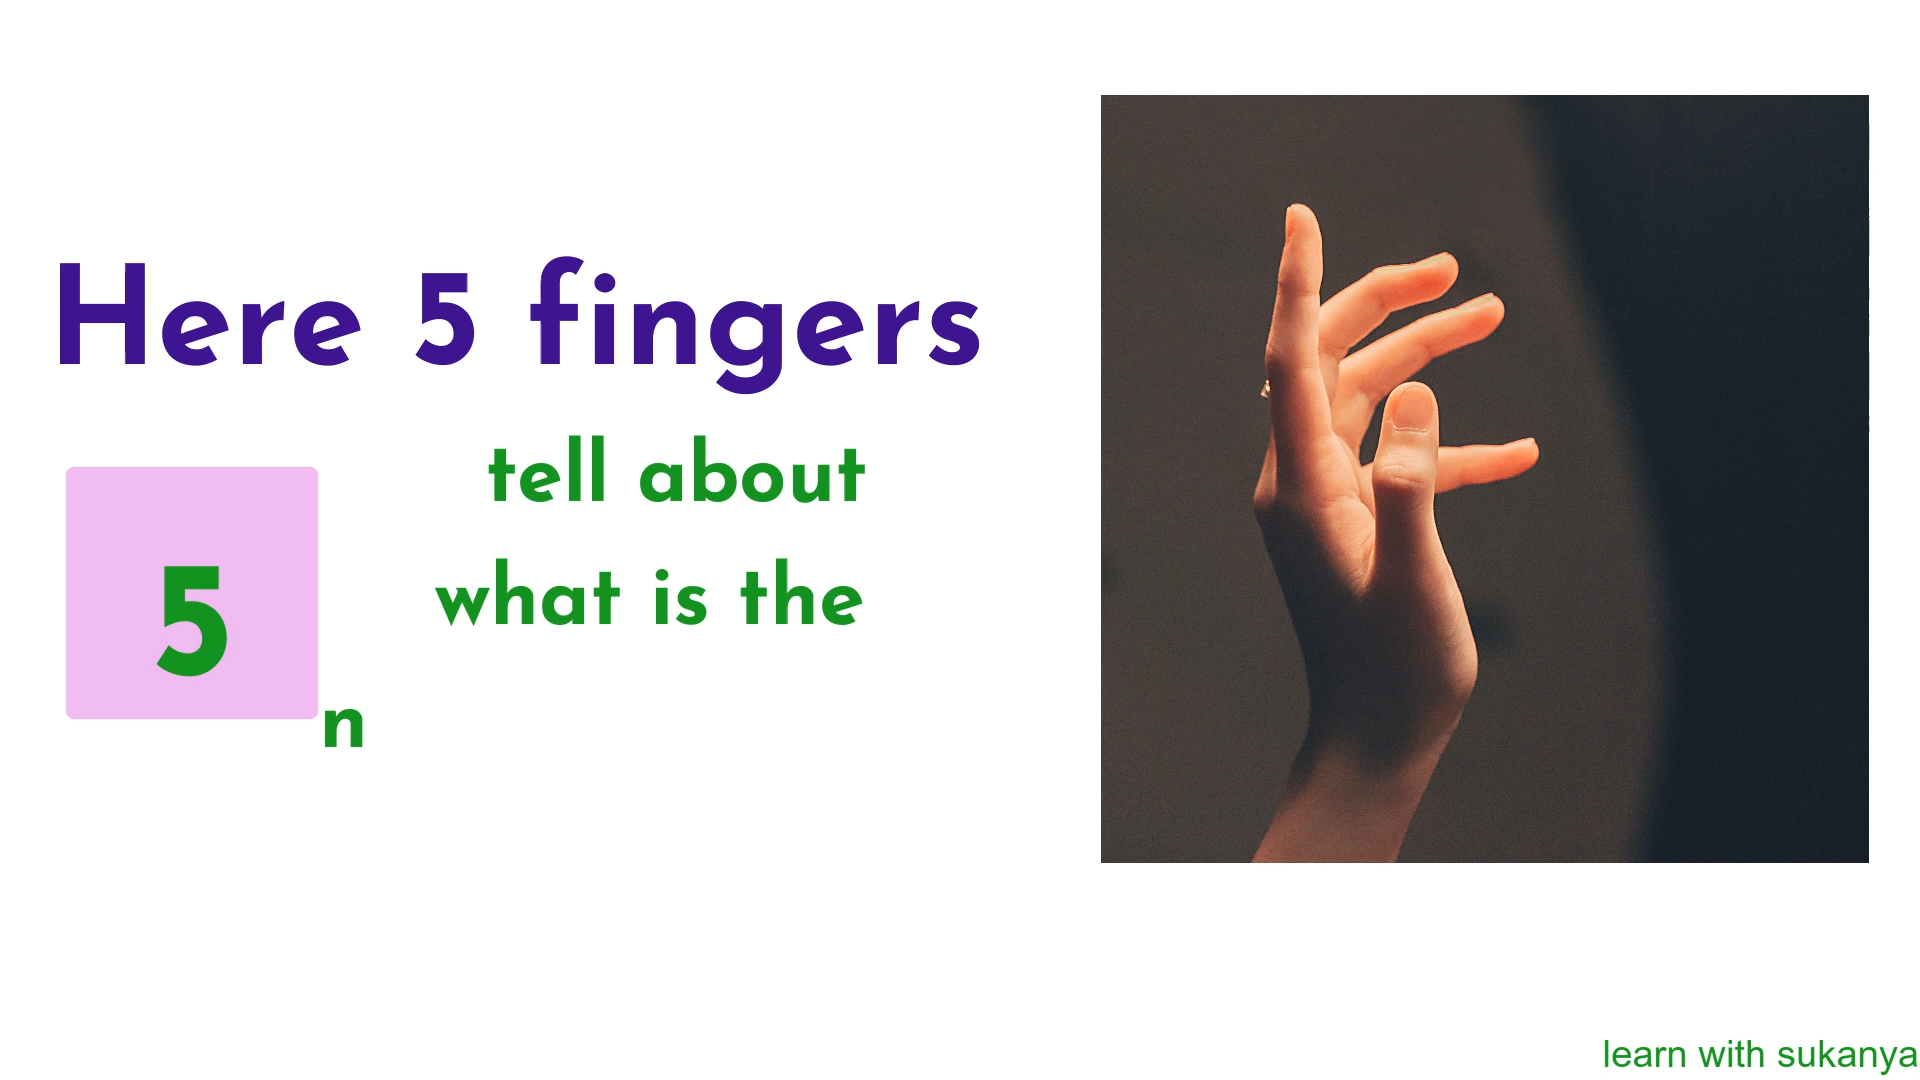 Here 5 fingers
tell about
5
what is the
n
learn with sukanya